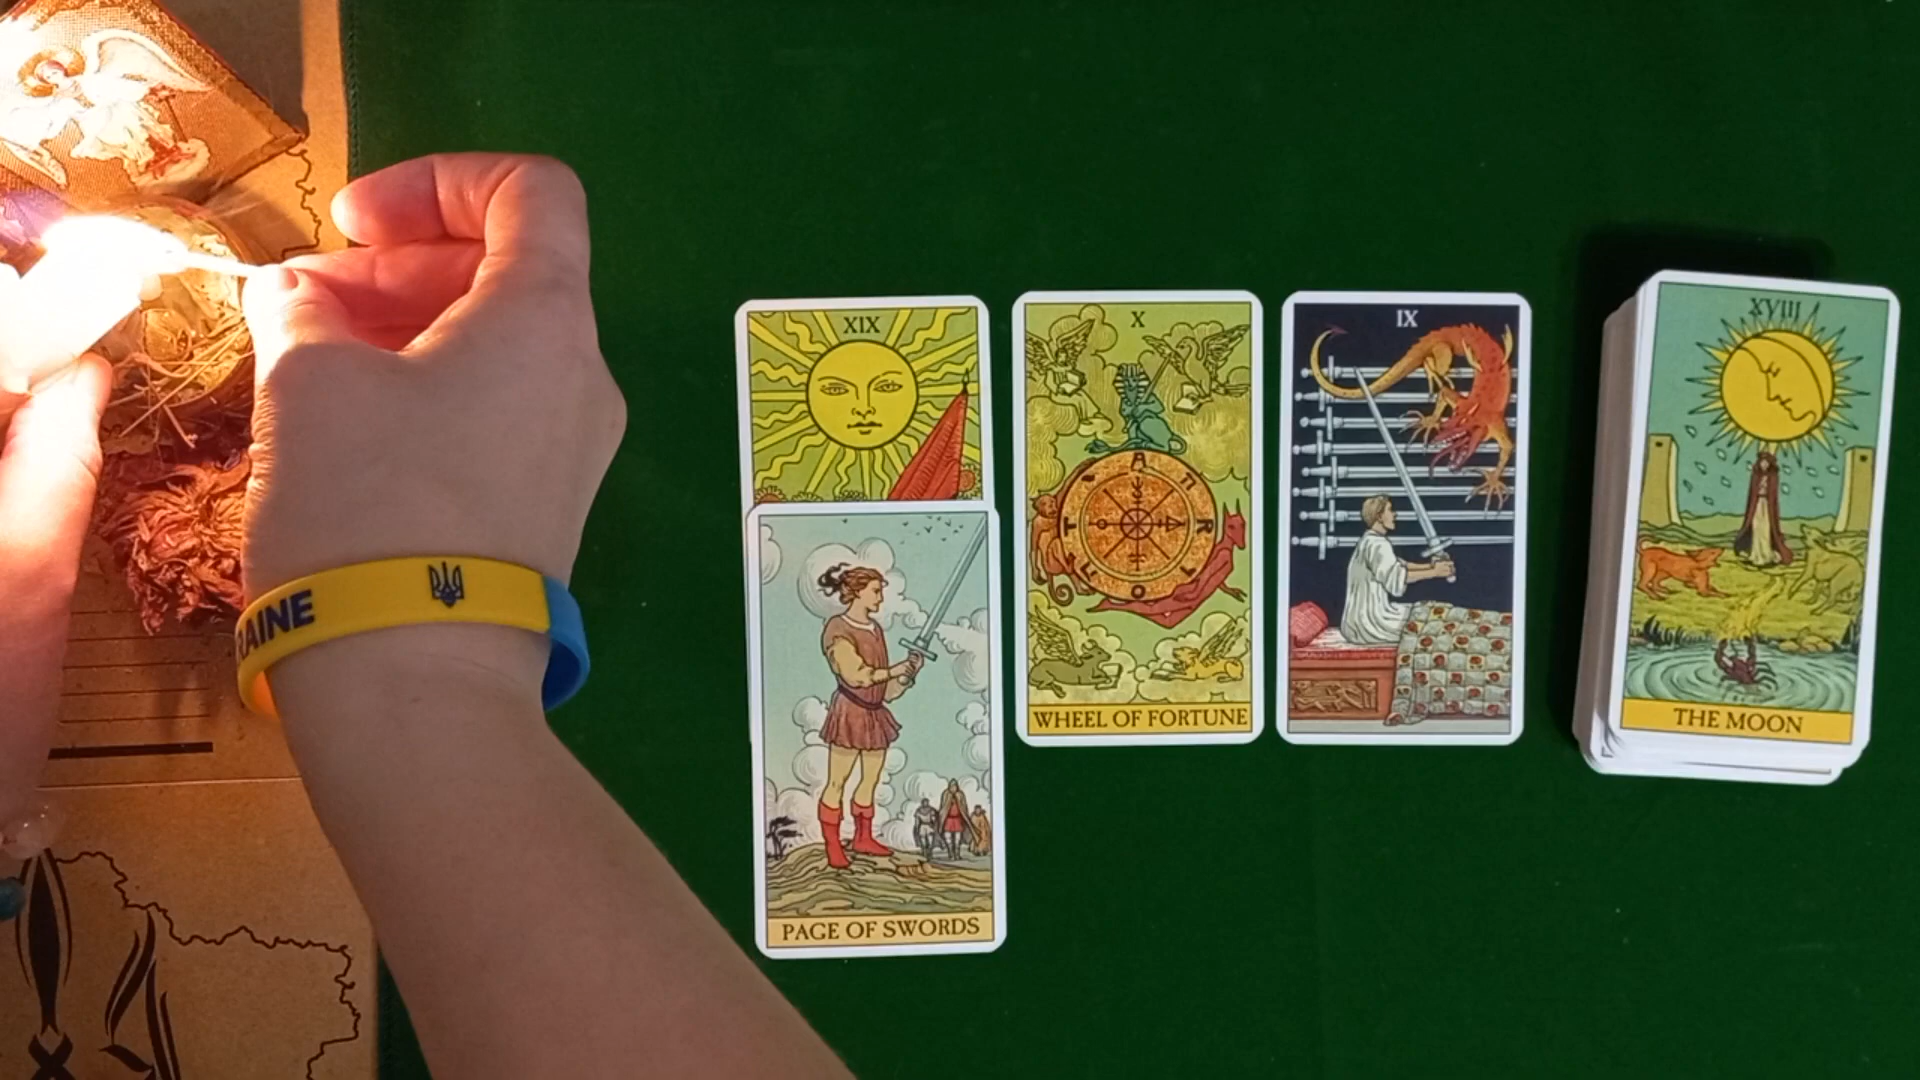 XIX
PAGE OF SWORDS
X
WHEEL OF FORTUNE
IX
XVIII
THE MOON
RAINE